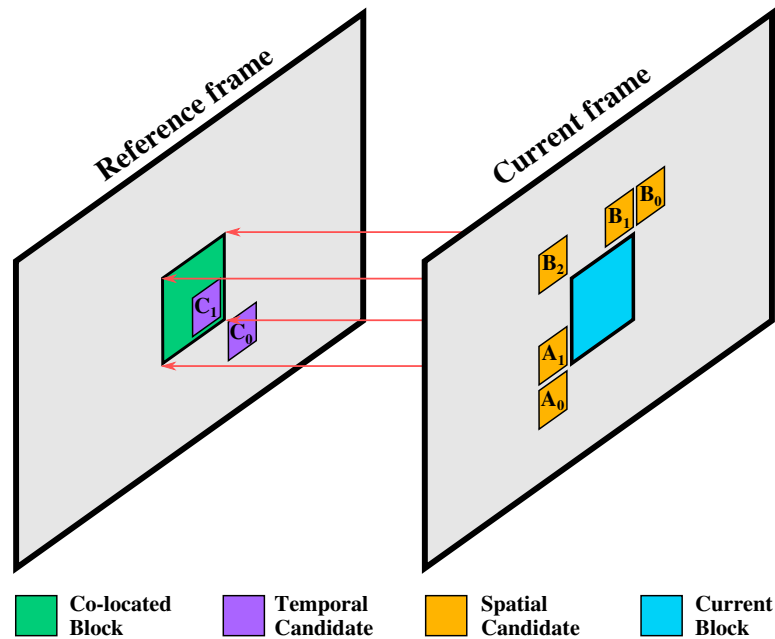 Reference frame
Current frame
B₀
B₁
B₂
C₁
C₀
A₁
A₀
Co-located
Block
Temporal
Candidate
Spatial
Candidate
Current
Block